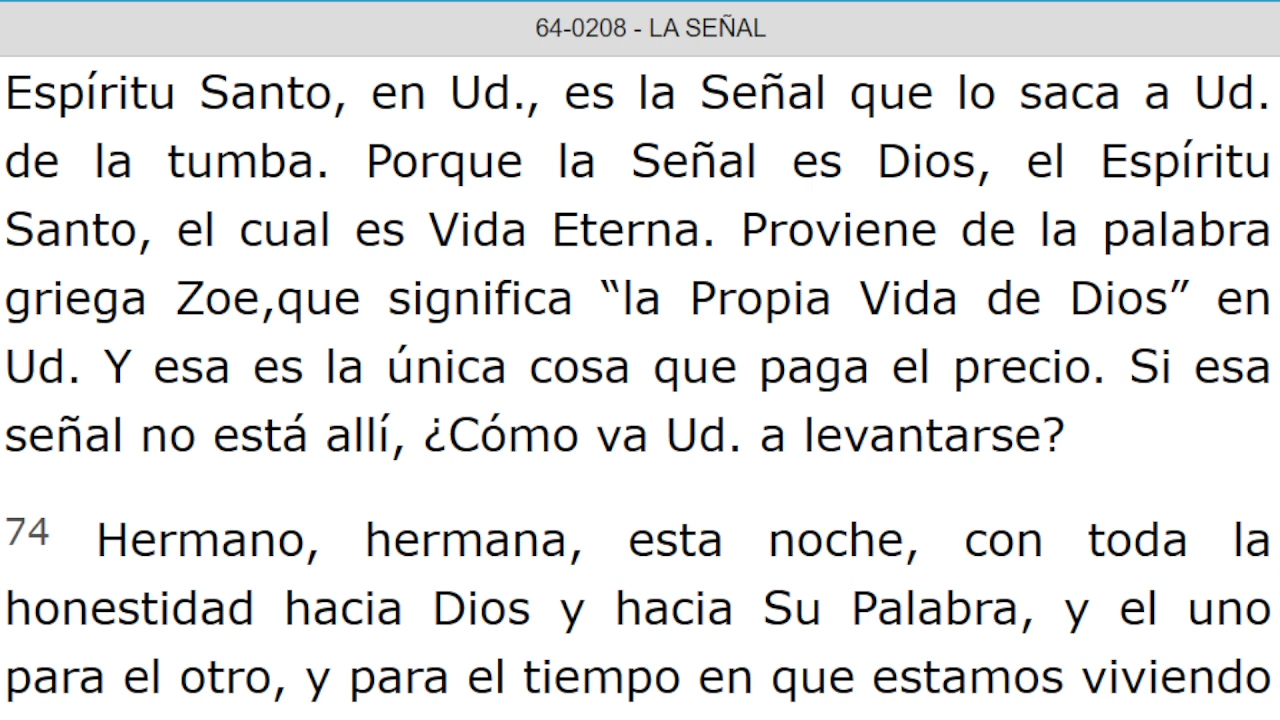 64-0208 - LA SEÑAL
Espíritu Santo, en Ud., es la Señal que lo saca a Ud.
de la tumba. Porque la Señal es Dios, el Espíritu
Santo, el cual es Vida Eterna. Proviene de la palabra
griega Zoe,que significa “la Propia Vida de Dios” en
Ud. Y esa es la única cosa que paga el precio. Si esa
señal no está allí, ¿Cómo va Ud. a levantarse?
74 Hermano, hermana, esta noche, con toda la
honestidad hacia Dios y hacia Su Palabra, y el uno
para el otro, y para el tiempo en que estamos viviendo